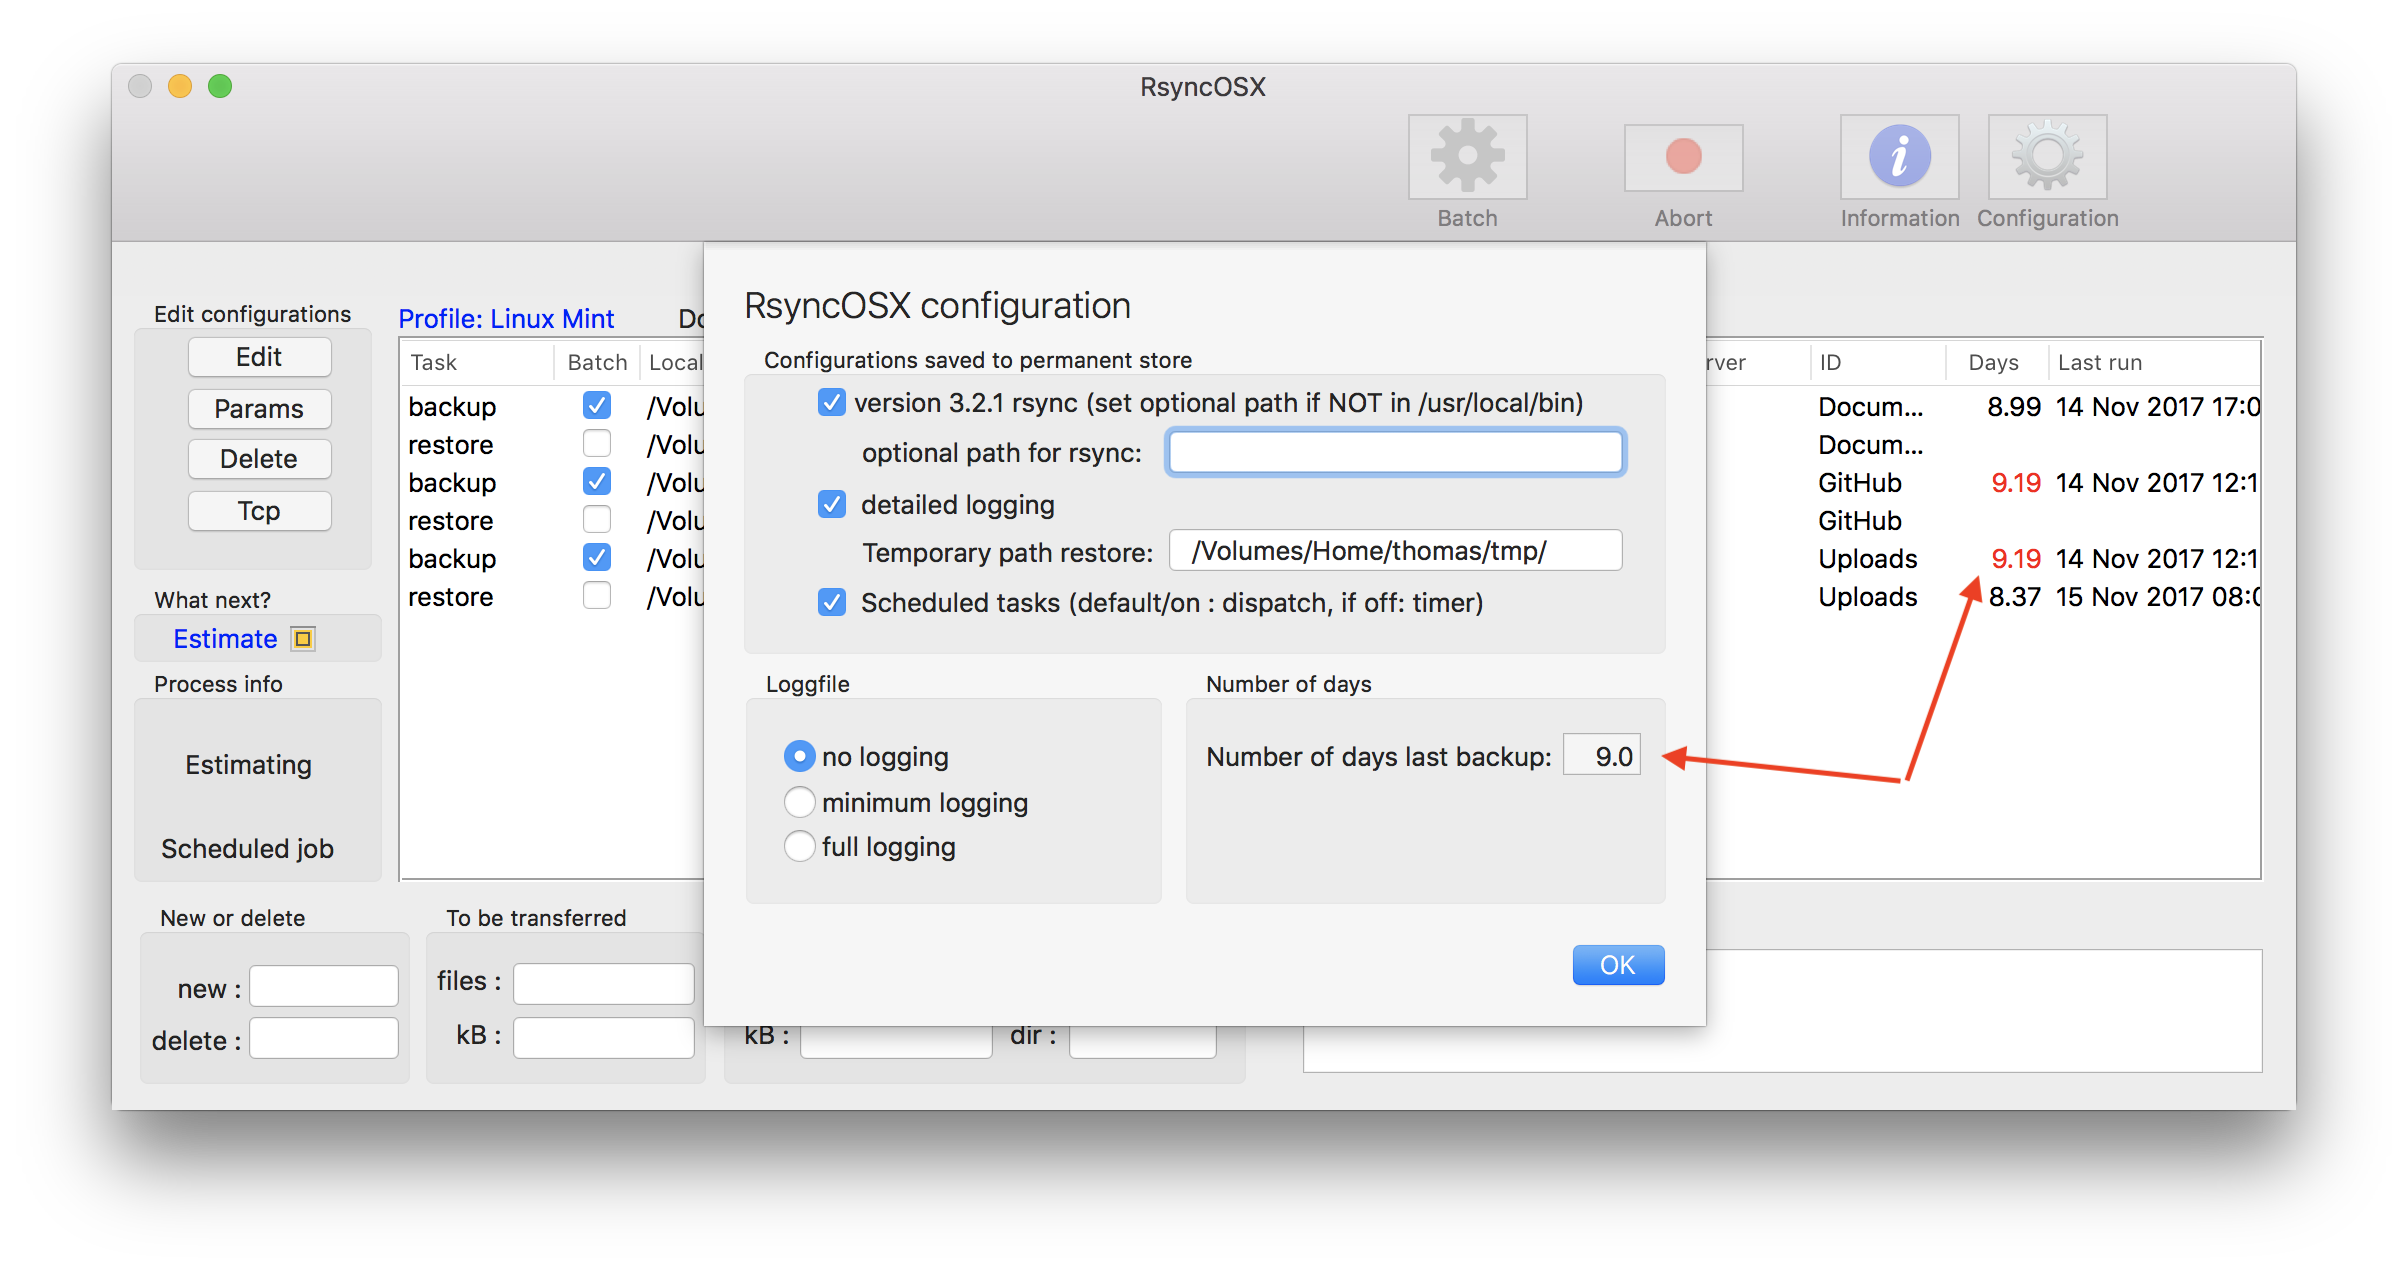 RsyncOSX
Batch
Abort
Information
Configuration
Edit configurations
Edit
Params
Delete
Tcp
What next?
Estimate
Process info
Estimating
Scheduled job
Profile: Linux Mint
Task Batch Local
backup /Volu
restore /Volu
backup /Volu
restore /Volu
backup /Volu
restore /Volu
RsyncOSX configuration
Configurations saved to permanent store
version 3.2.1 rsync (set optional path if NOT in /usr/local/bin)
optional path for rsync:
detailed logging
Temporary path restore: /Volumes/Home/thomas/tmp/
Scheduled tasks (default/on : dispatch, if off: timer)
Loggfile
no logging
minimum logging
full logging
Number of days
Number of days last backup: 9.0
OK
rver ID Days Last run
Docum... 8.99 14 Nov 2017 17:0
Docum...
GitHub 9.19 14 Nov 2017 12:1
GitHub
Uploads 9.19 14 Nov 2017 12:1
Uploads 8.37 15 Nov 2017 08:0
New or delete
new :
delete :
To be transferred
files :
kB :
kB :
dir :